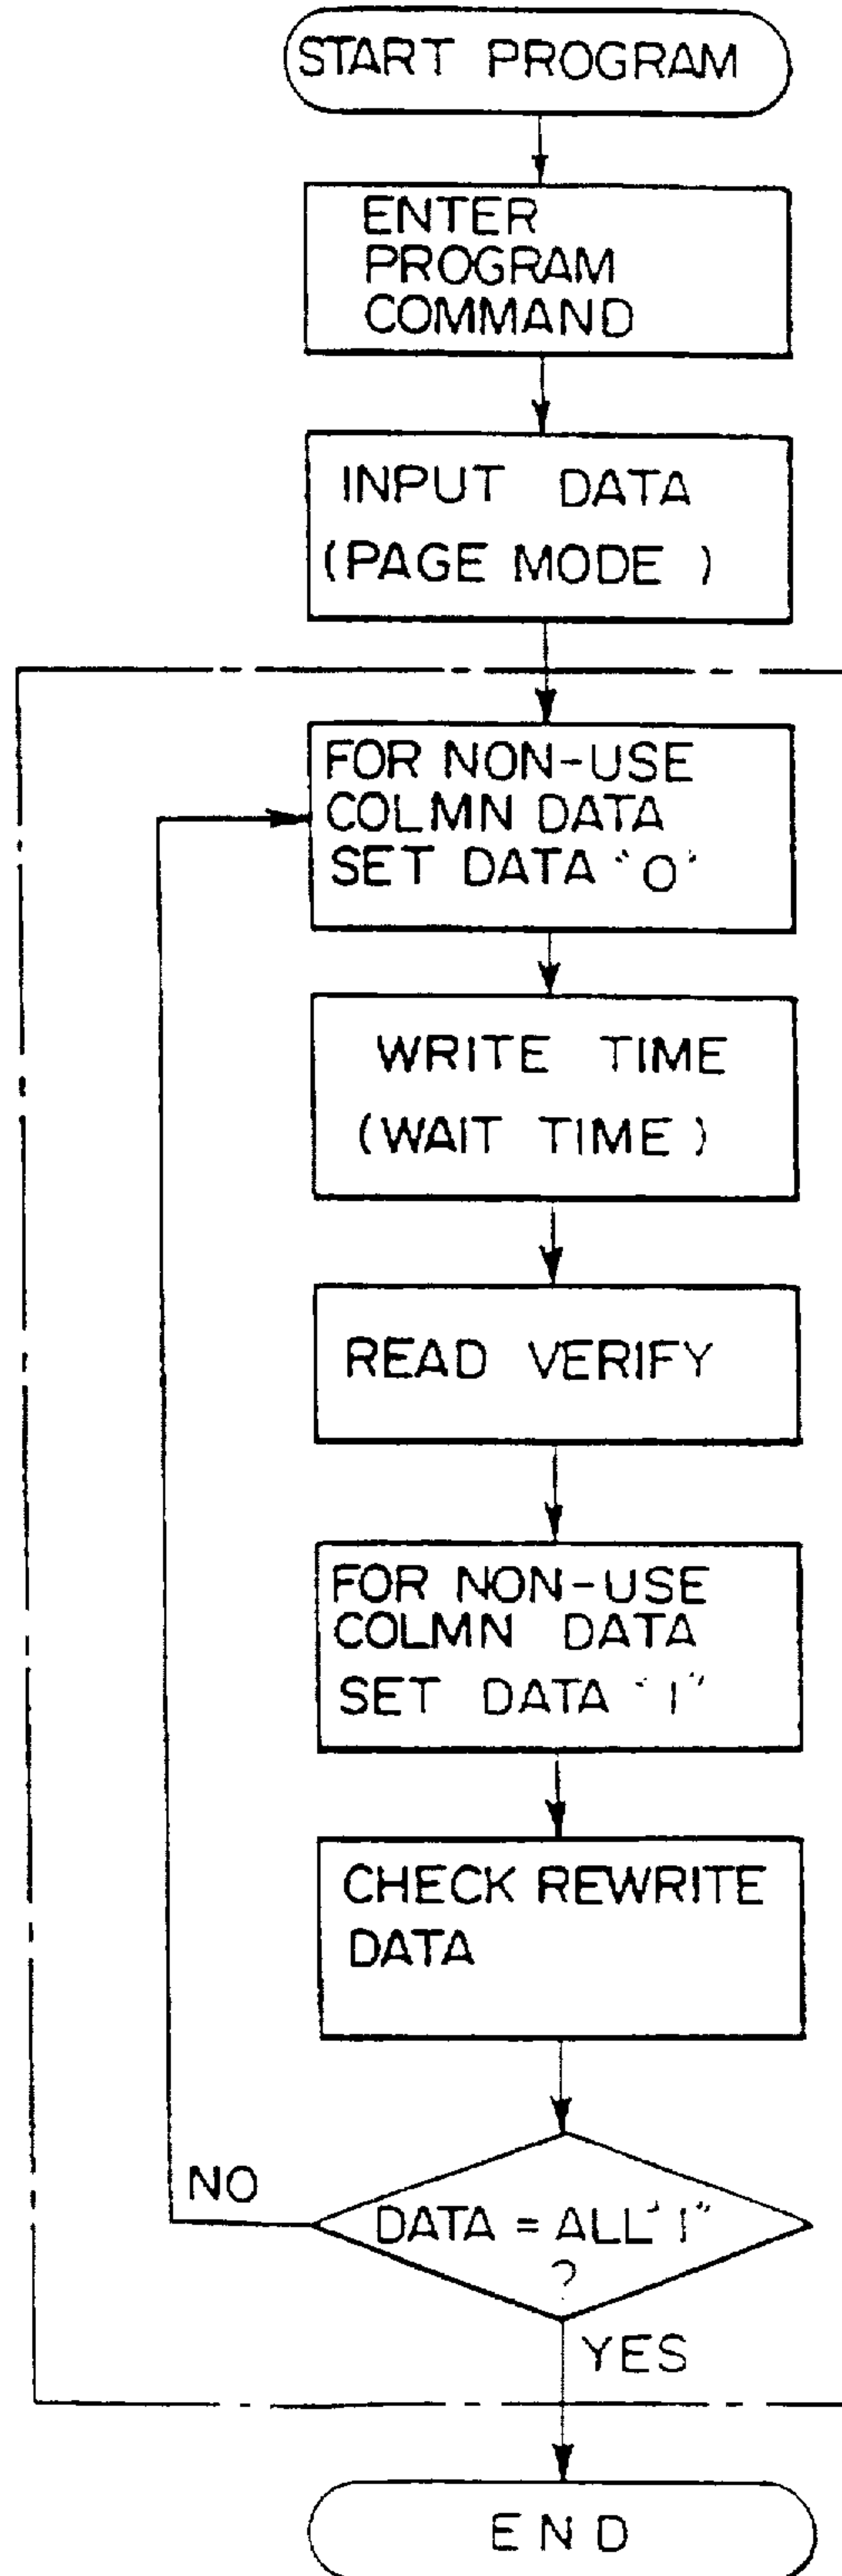 START PROGRAM
ENTER
PROGRAM
COMMAND
INPUT DATA
(PAGE MODE )
FOR NON-USE
COLMN DATA
SET DATA "0"
WRITE TIME
(WAIT TIME )
READ VERIFY
FOR NON-USE
COLMN DATA
SET DATA "1"
CHECK REWRITE
DATA
NO
DATA = ALL "1"
?
YES
END